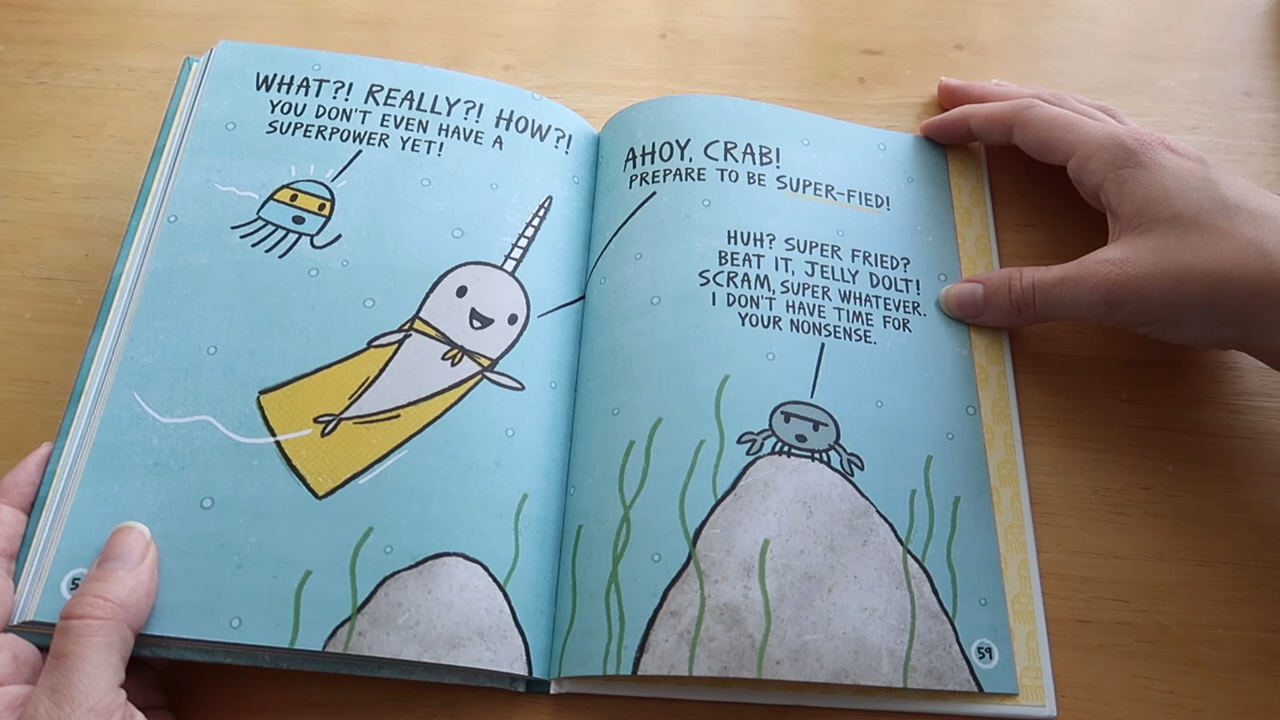 WHAT?! REALLY?! HOW?!
YOU DON'T EVEN HAVE A
SUPERPOWER YET!
AHOY, CRAB!
PREPARE TO BE SUPER-FIED!
HUH? SUPER FRIED?
BEAT IT, JELLY DOLT!
SCRAM, SUPER WHATEVER.
I DON'T HAVE TIME FOR
YOUR NONSENSE.
59